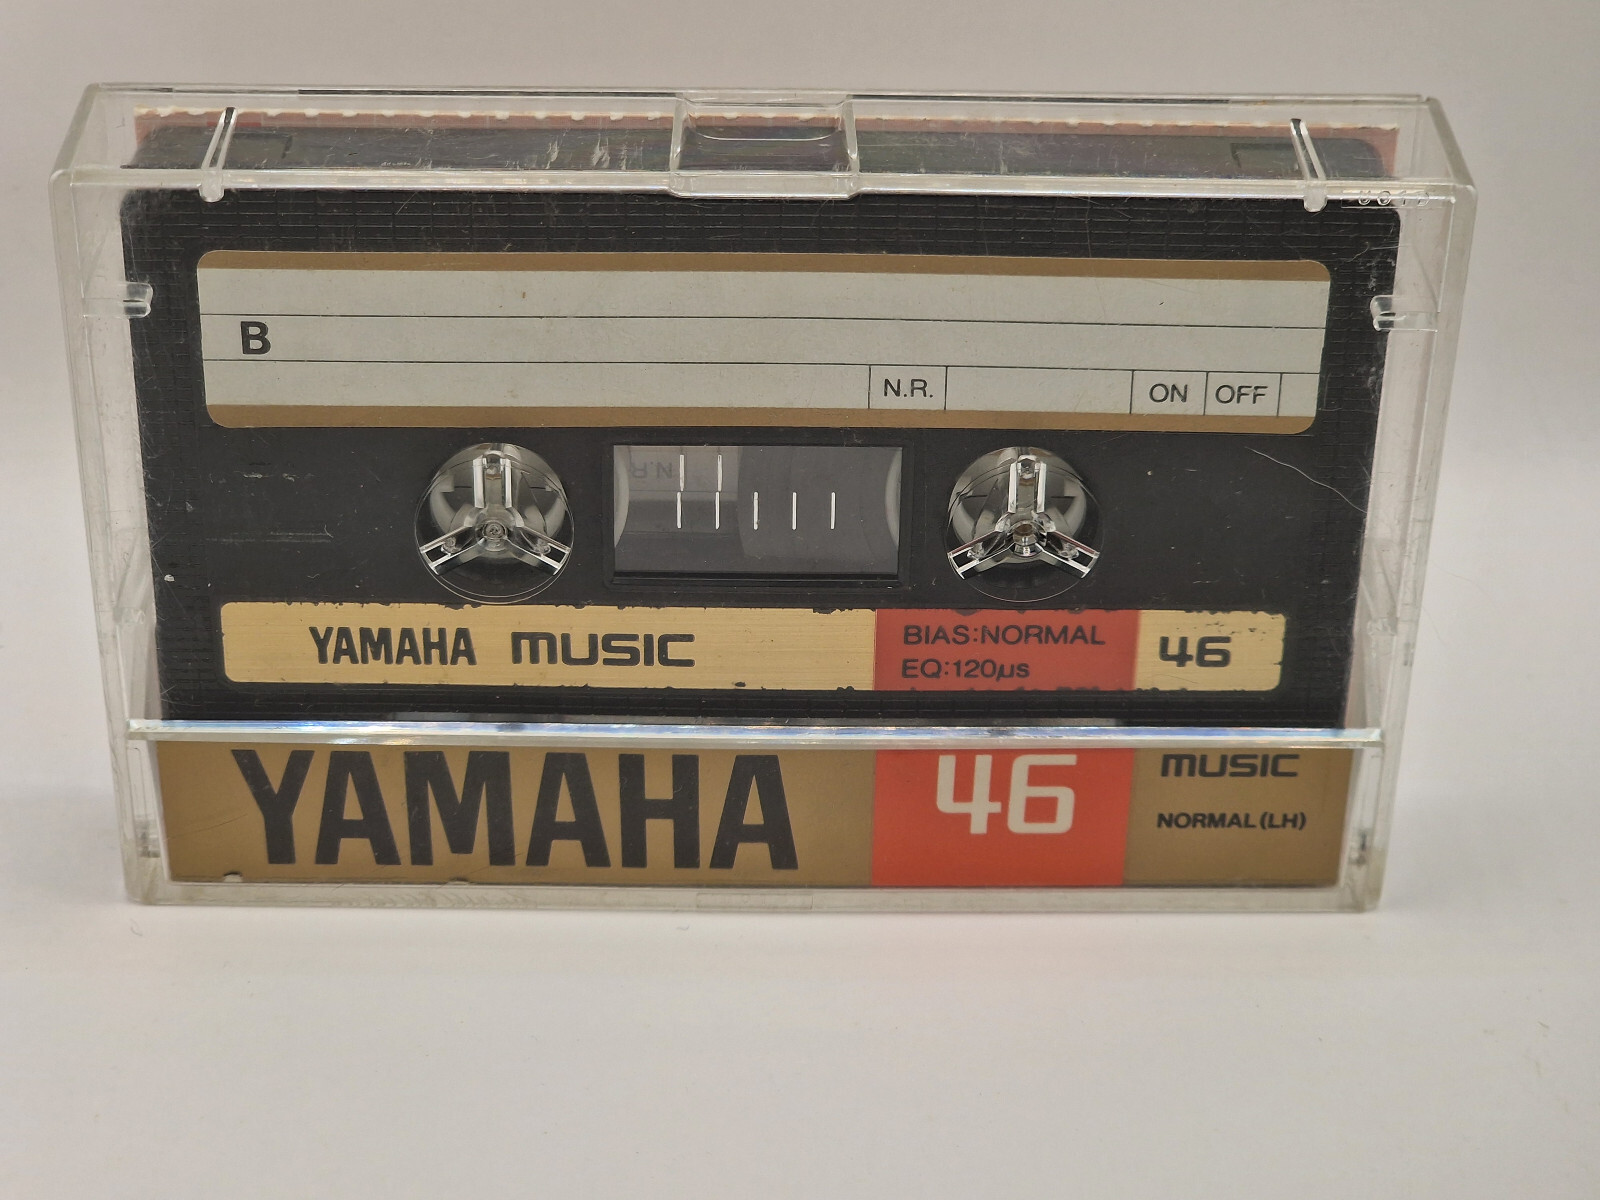 B
N.R. ON OFF
YAMAHA MUSIC
BIAS:NORMAL
EQ:120µs
46
YAMAHA
46
MUSIC
NORMAL(LH)